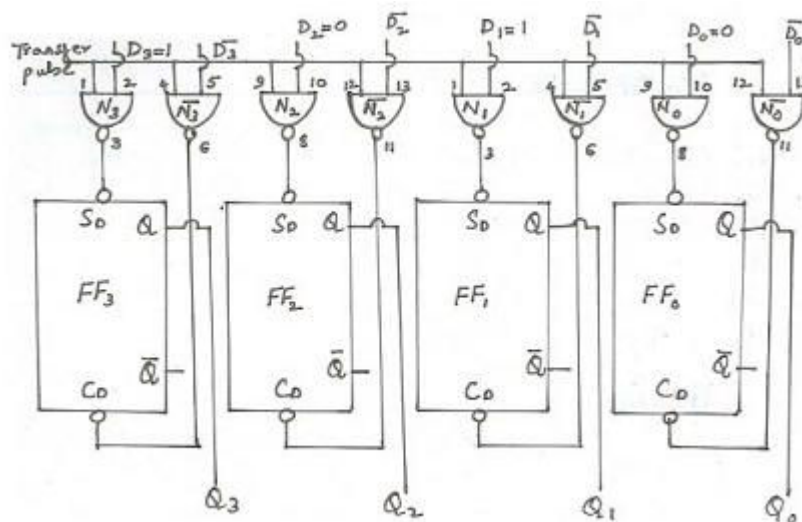 Transfer pulse
D3=1 D̅3 D2=0 D̅2 D1=1 D̅1 D0=0 D̅0
1 2 4 5 9 10 12 13 1 2 4 5 9 10 12
N3 N̅3 N2 N̅2 N1 N̅1 N0 N̅0
3 6 8 11 3 6 8 11
SD Q SD Q SD Q SD Q
FF3 FF2 FF1 FF0
Q̅ Q̅ Q̅ Q̅
CD CD CD CD
Q3 Q2 Q1 Q0